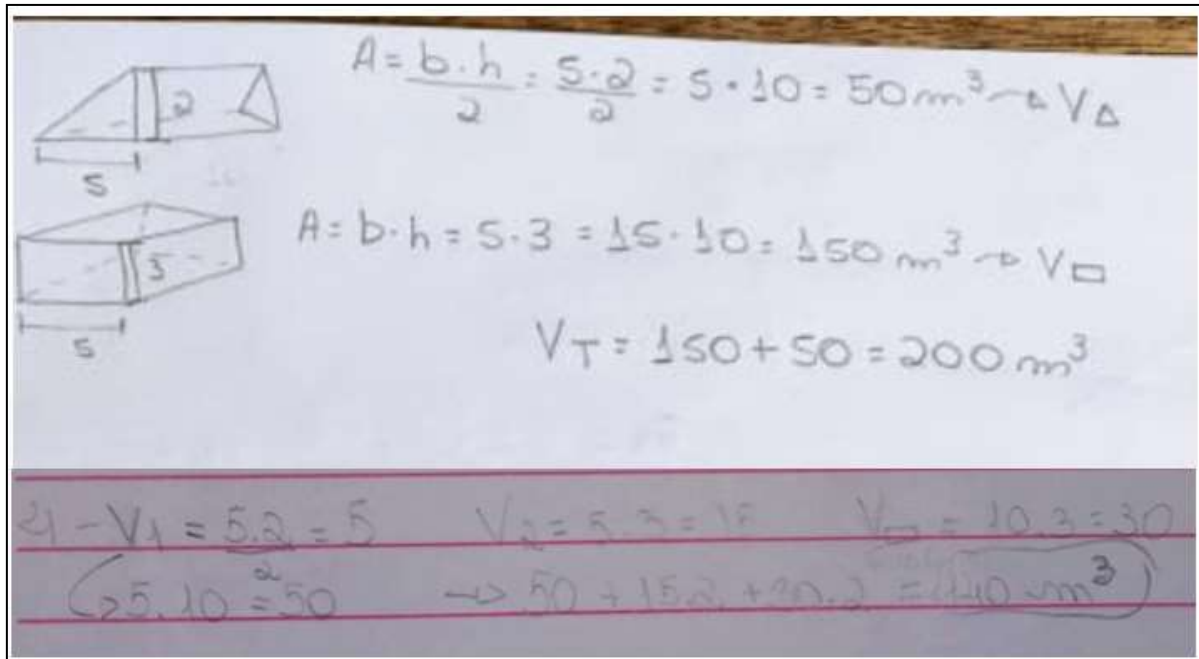 A = b.h/2 = 5.2/2 = 5.10 = 50 m³ → V△
2
5
A = b.h = 5.3 = 15.10 = 150 m³ → V▭
3
5
VT = 150 + 50 = 200 m³
4 - V1 = 5.2/2 = 5 V2 = 5.3 = 15 V▭ = 10.3 = 30
↳ 5.10 = 50 → 50 + 15.2 + 30.2 = 140 m³